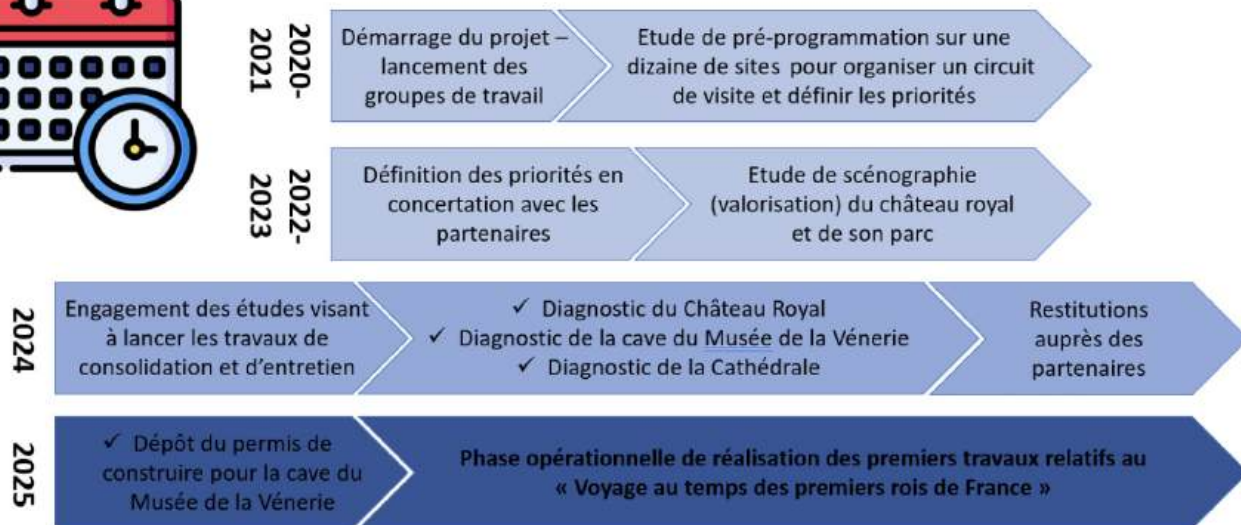 2020-
2021
Démarrage du projet –
lancement des
groupes de travail
Etude de pré-programmation sur une
dizaine de sites pour organiser un circuit
de visite et définir les priorités
2022-
2023
Définition des priorités en
concertation avec les
partenaires
Etude de scénographie
(valorisation) du château royal
et de son parc
2024
Engagement des études visant
à lancer les travaux de
consolidation et d’entretien
✓ Diagnostic du Château Royal
✓ Diagnostic de la cave du Musée de la Vénerie
✓ Diagnostic de la Cathédrale
Restitutions
auprès des
partenaires
2025
✓ Dépôt du permis de
construire pour la cave du
Musée de la Vénerie
Phase opérationnelle de réalisation des premiers travaux relatifs au
« Voyage au temps des premiers rois de France »